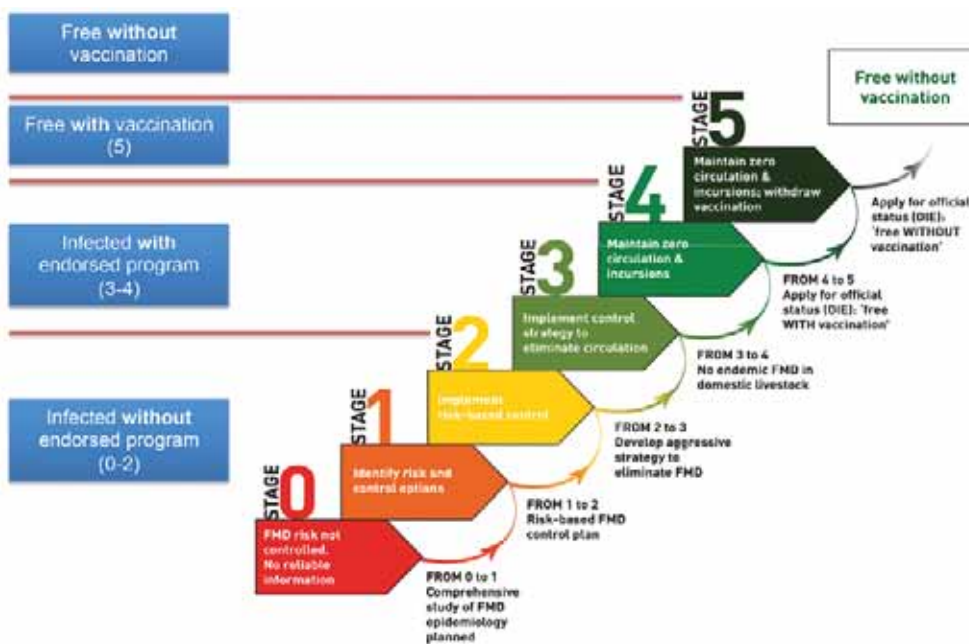 Free without
vaccination
Free with vaccination
(5)
Infected with
endorsed program
(3-4)
Infected without
endorsed program
(0-2)
Free without
vaccination
STAGE 5
Maintain zero
circulation &
incursions; withdraw
vaccination
Apply for official
status (OIE):
'free WITHOUT
vaccination'
STAGE 4
Maintain zero
circulation &
incursions
FROM 4 to 5
Apply for official
status (OIE): 'free
WITH vaccination'
STAGE 3
Implement control
strategy to
eliminate circulation
FROM 3 to 4
No endemic FMD in
domestic livestock
STAGE 2
Implement
risk-based control
FROM 2 to 3
Develop aggressive
strategy to
eliminate FMD
STAGE 1
Identify risk and
control options
FROM 1 to 2
Risk-based FMD
control plan
STAGE 0
FMD risk not
controlled.
No reliable
information
FROM 0 to 1
Comprehensive
study of FMD
epidemiology
planned